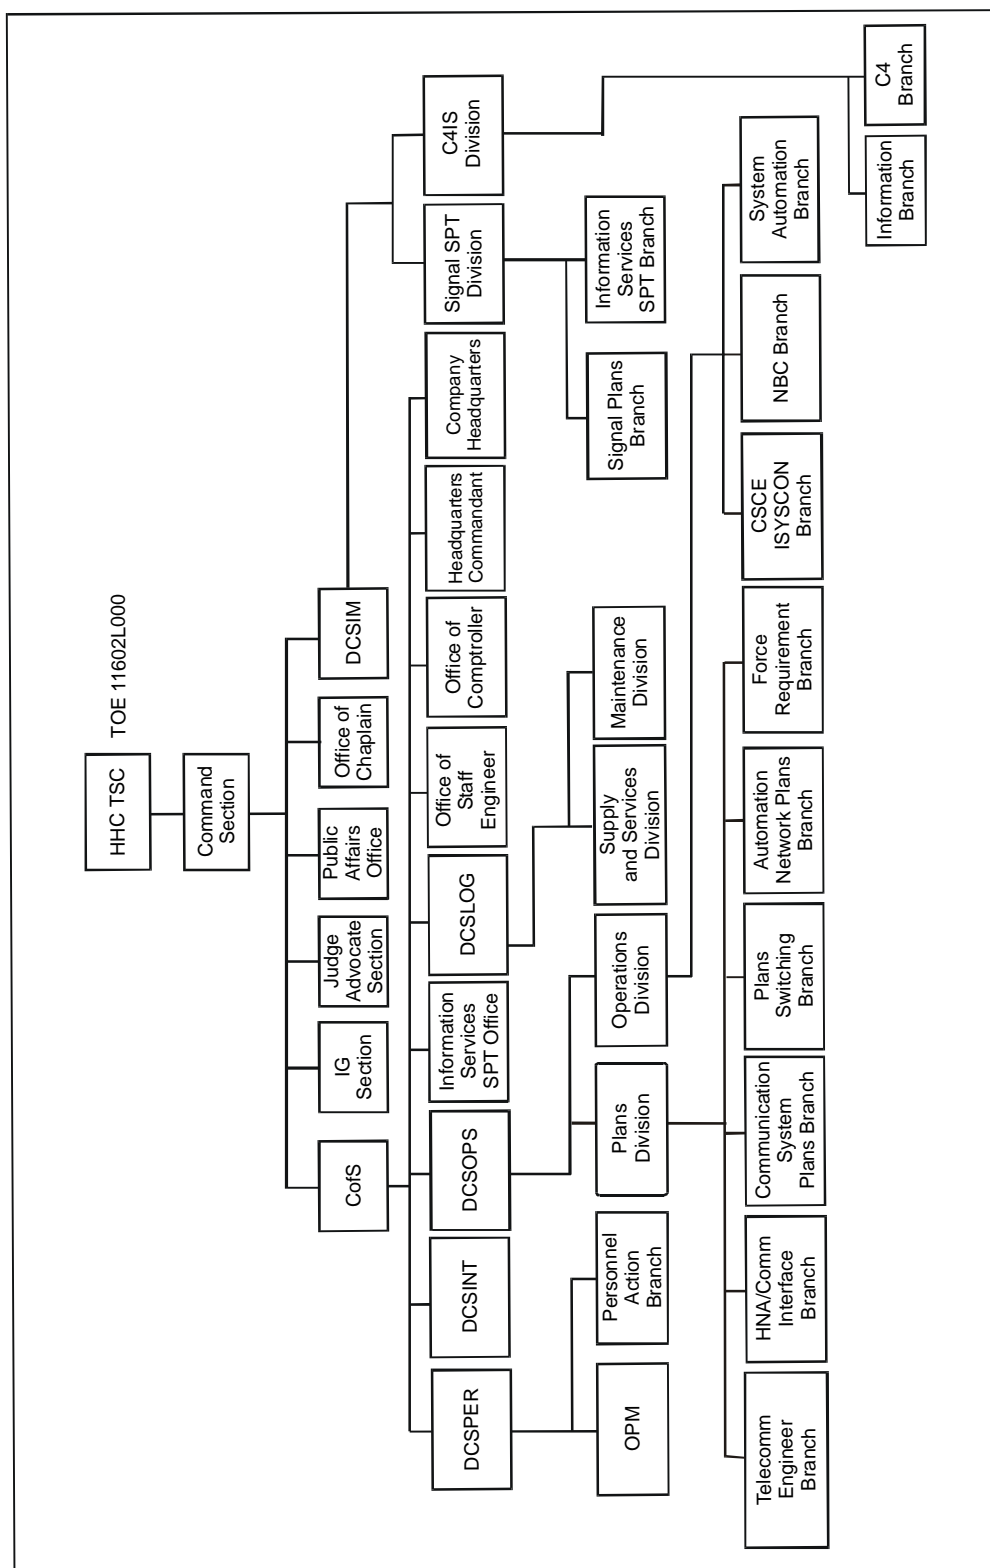 HHC TSC
TOE 11602L000
Command
Section
CofS
IG
Section
Judge
Advocate
Section
Public
Affairs
Office
Office of
Chaplain
DCSIM
DCSPER
DCSINT
DCSOPS
Information
Services
SPT Office
DCSLOG
Office of
Staff
Engineer
Office of
Comptroller
Headquarters
Commandant
Company
Headquarters
Signal SPT
Division
C4IS
Division
OPM
Personnel
Action
Branch
Plans
Division
Operations
Division
Supply
and Services
Division
Maintenance
Division
Signal Plans
Branch
Information
Services
SPT Branch
Telecomm
Engineer
Branch
HNA/Comm
Interface
Branch
Communication
System
Plans Branch
Plans
Switching
Branch
Automation
Network Plans
Branch
Force
Requirement
Branch
CSCE
ISYSCON
Branch
NBC Branch
System
Automation
Branch
Information
Branch
C4
Branch